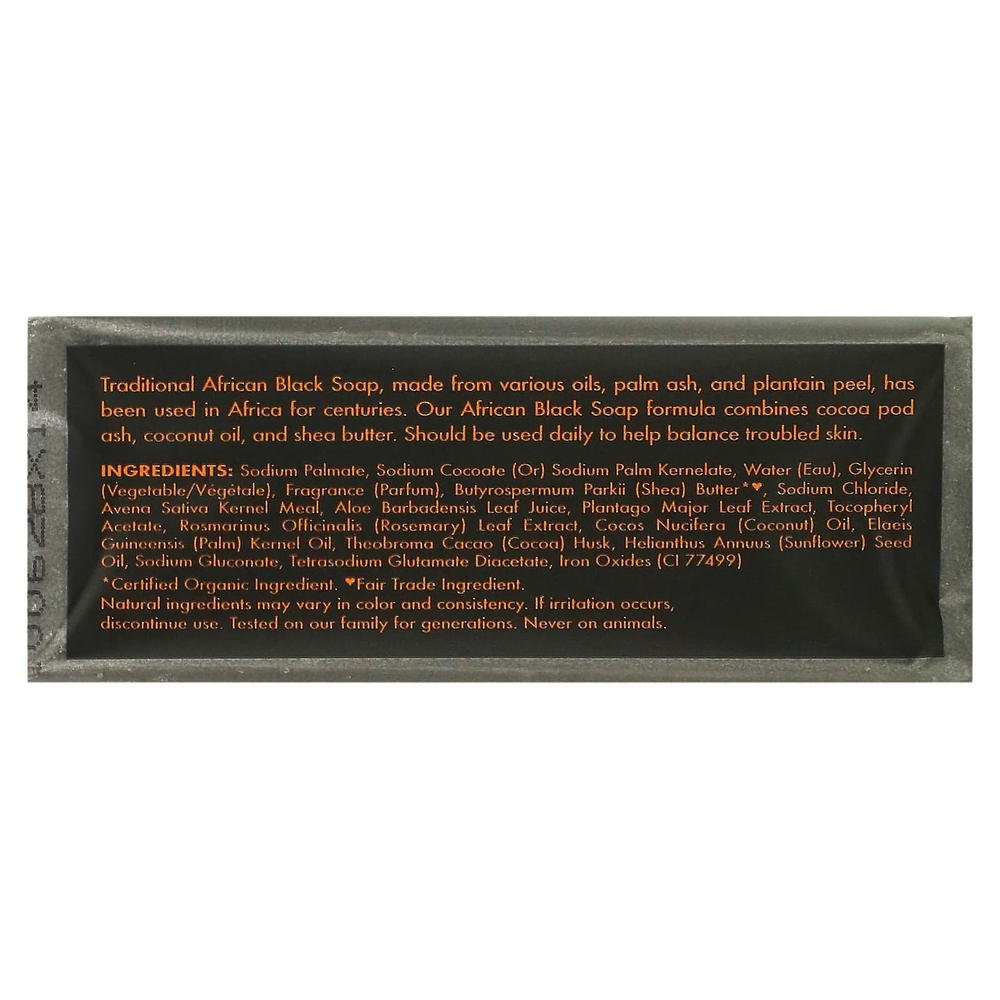 Traditional African Black Soap, made from various oils, palm ash, and plantain peel, has
been used in Africa for centuries. Our African Black Soap formula combines cocoa pod
ash, coconut oil, and shea butter. Should be used daily to help balance troubled skin.
INGREDIENTS: Sodium Palmate, Sodium Cocoate (Or) Sodium Palm Kernelate, Water (Eau), Glycerin
(Vegetable/Végétale), Fragrance (Parfum), Butyrospermum Parkii (Shea) Butter*♥, Sodium Chloride,
Avena Sativa Kernel Meal, Aloe Barbadensis Leaf Juice, Plantago Major Leaf Extract, Tocopheryl
Acetate, Rosmarinus Officinalis (Rosemary) Leaf Extract, Cocos Nucifera (Coconut) Oil, Elaeis
Guineensis (Palm) Kernel Oil, Theobroma Cacao (Cocoa) Husk, Helianthus Annuus (Sunflower) Seed
Oil, Sodium Gluconate, Tetrasodium Glutamate Diacetate, Iron Oxides (CI 77499)
*Certified Organic Ingredient. ♥Fair Trade Ingredient.
Natural ingredients may vary in color and consistency. If irritation occurs,
discontinue use. Tested on our family for generations. Never on animals.